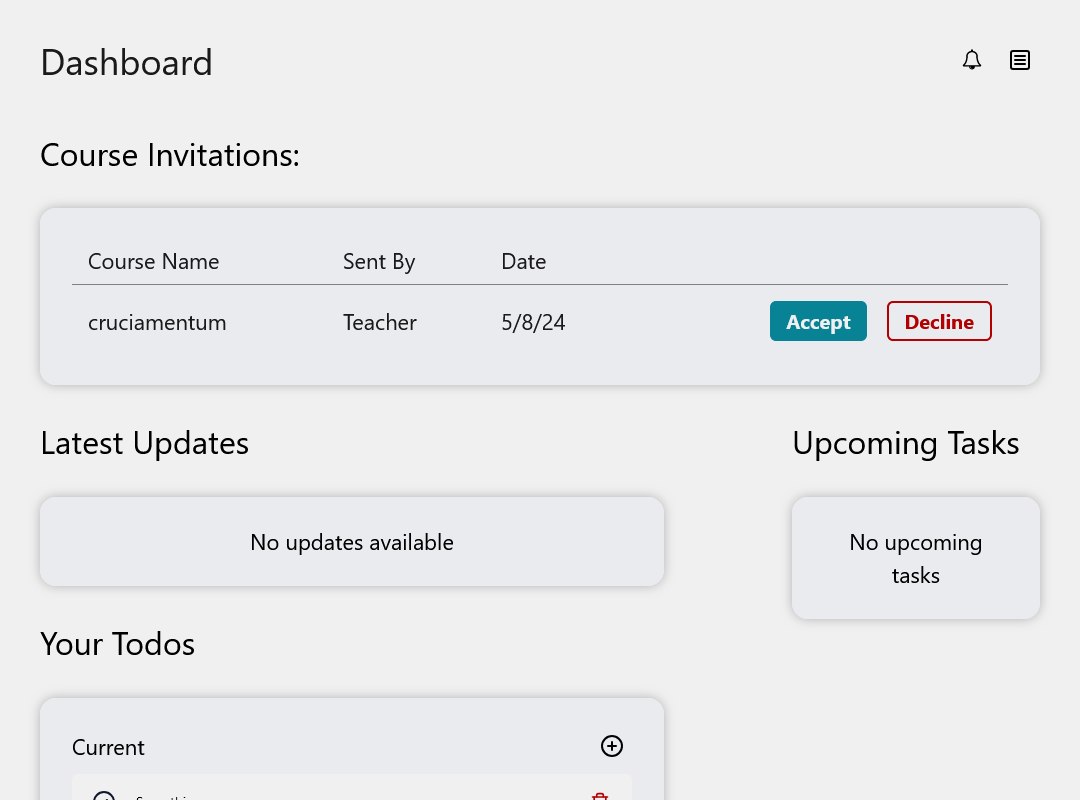 Dashboard
Course Invitations:
Course Name Sent By Date
cruciamentum Teacher 5/8/24 Accept Decline
Latest Updates
Upcoming Tasks
No updates available
No upcoming
tasks
Your Todos
Current